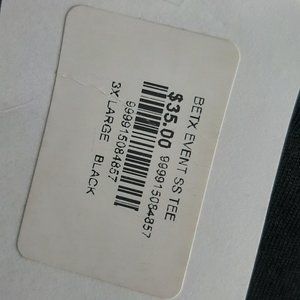 BETX EVENT SS TEE
$35.00 999915084857
999915084857
3X LARGE BLACK